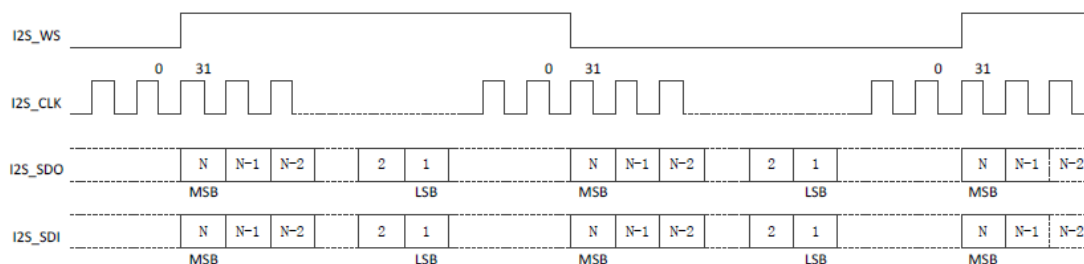 I2S_WS
0 31 0 31 0 31
I2S_CLK
I2S_SDO N N-1 N-2 2 1 N N-1 N-2 2 1 N N-1 N-2
MSB LSB MSB LSB MSB
I2S_SDI N N-1 N-2 2 1 N N-1 N-2 2 1 N N-1 N-2
MSB LSB MSB LSB MSB